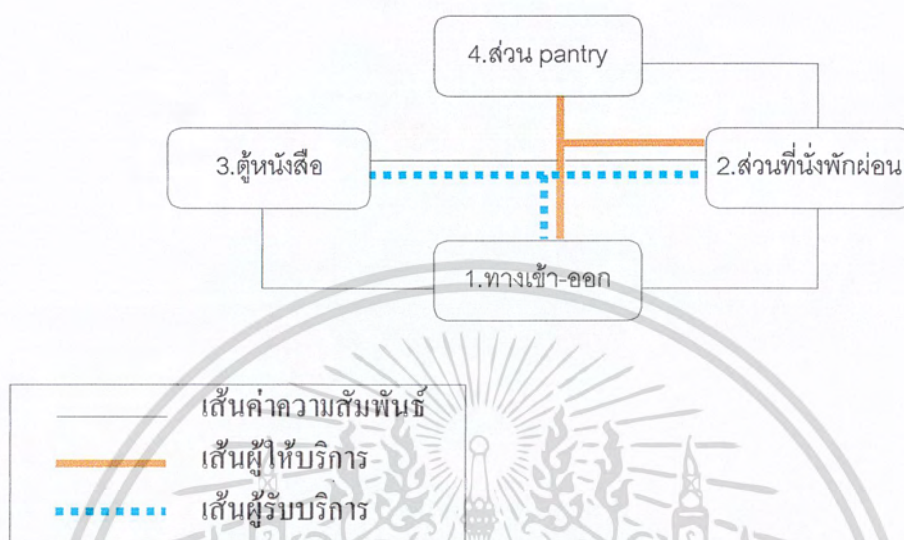 4.ส่วน pantry
3.ตู้หนังสือ
2.ส่วนที่นั่งพักผ่อน
1.ทางเข้า-ออก
เส้นค่าความสัมพันธ์
เส้นผู้ให้บริการ
เส้นผู้รับบริการ